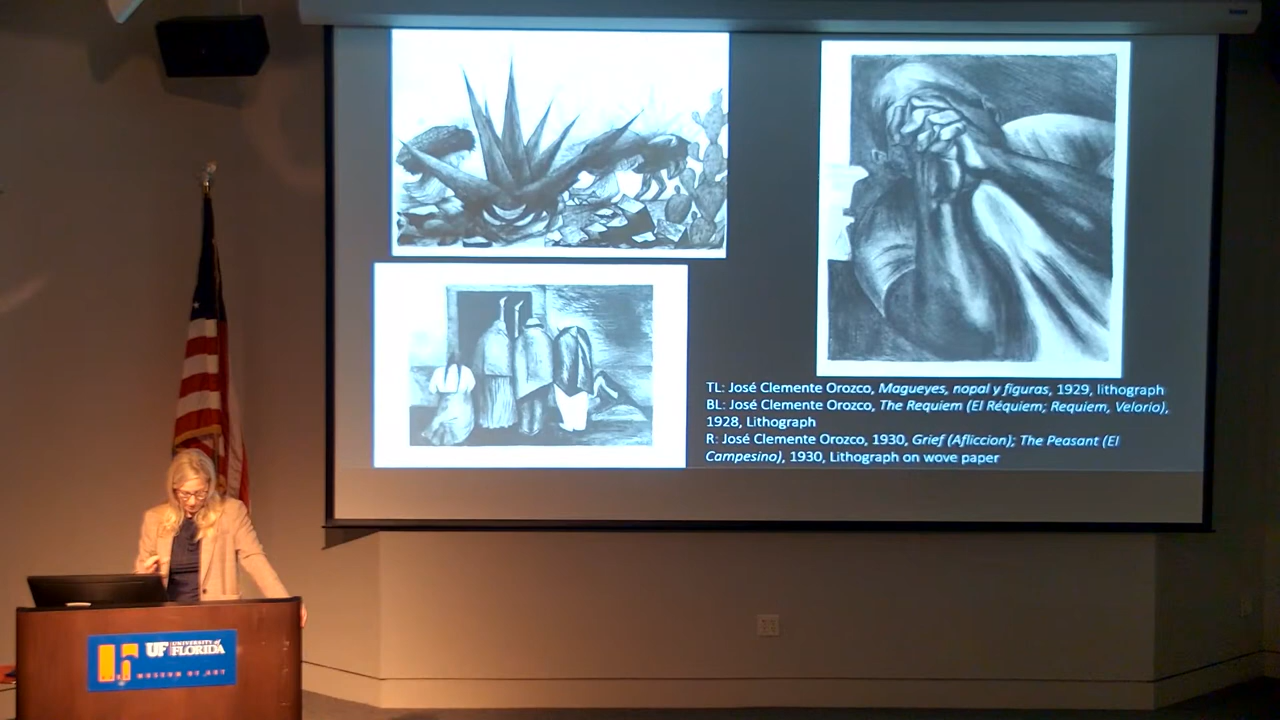 TL: José Clemente Orozco, Magueyes, nopal y figuras, 1929, lithograph
BL: José Clemente Orozco, The Requiem (El Réquiem; Requiem, Velorio),
1928, Lithograph
R: José Clemente Orozco, 1930, Grief (Afliccion); The Peasant (El
Campesino), 1930, Lithograph on wove paper
UF UNIVERSITY of
FLORIDA
MUSEUM OF ART